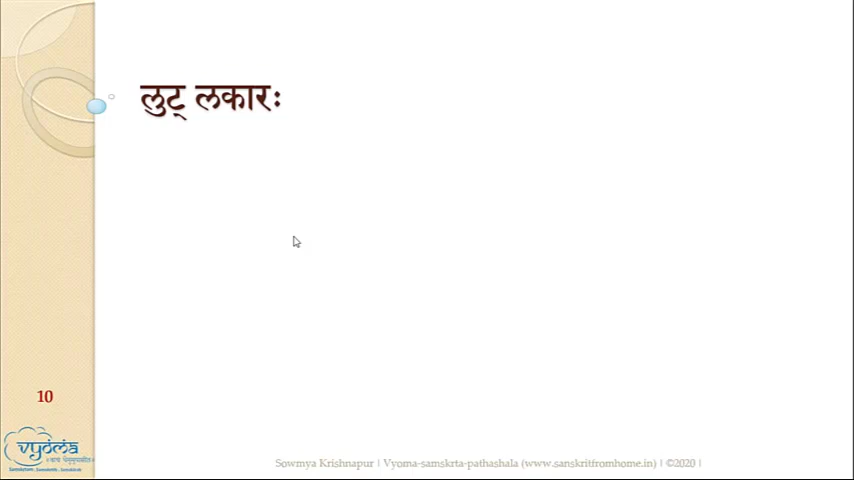 लुट् लकारः
10
vyoma
Sowmya Krishnapur | Vyoma-samskrta-pathashala (www.sanskritfromhome.in) | ©2020 |